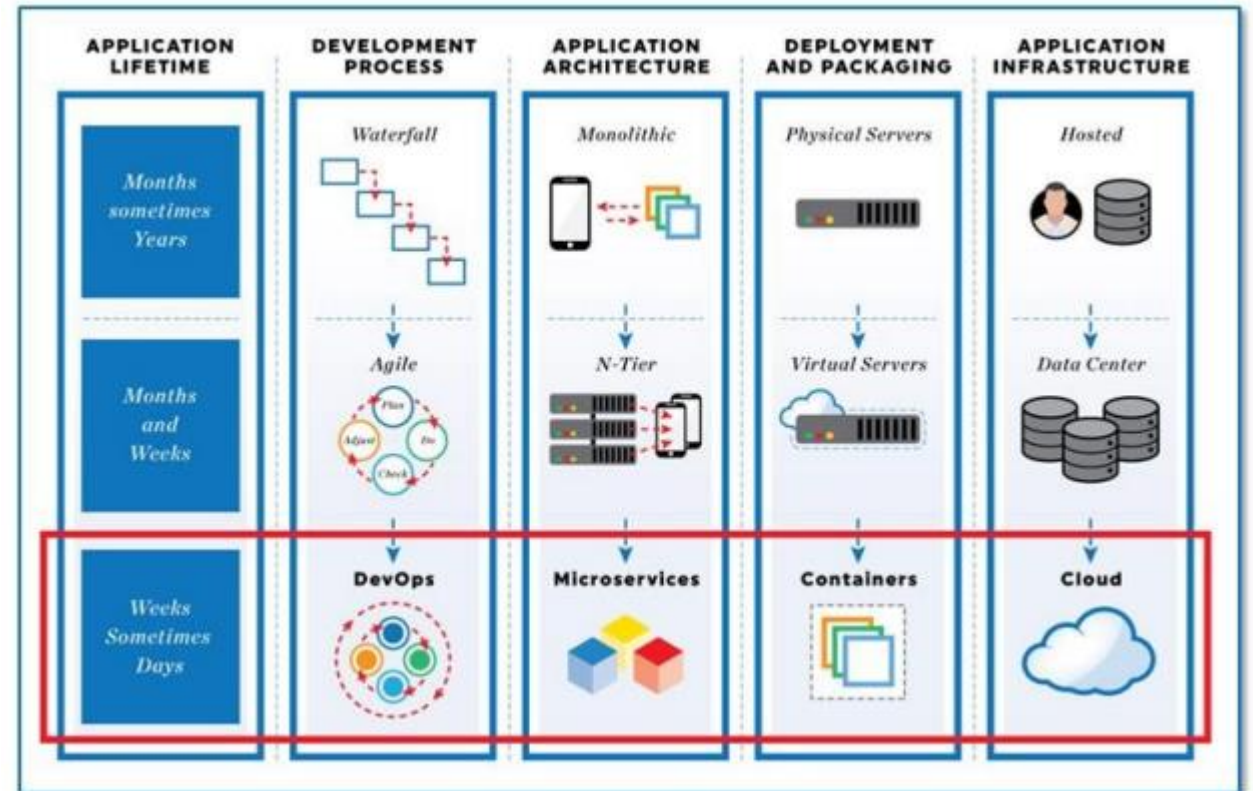 APPLICATION
LIFETIME
DEVELOPMENT
PROCESS
APPLICATION
ARCHITECTURE
DEPLOYMENT
AND PACKAGING
APPLICATION
INFRASTRUCTURE
Months
sometimes
Years
Waterfall
Monolithic
Physical Servers
Hosted
Months
and
Weeks
Agile
Plan
Adjust
Do
Check
N-Tier
Virtual Servers
Data Center
Weeks
Sometimes
Days
DevOps
Microservices
Containers
Cloud